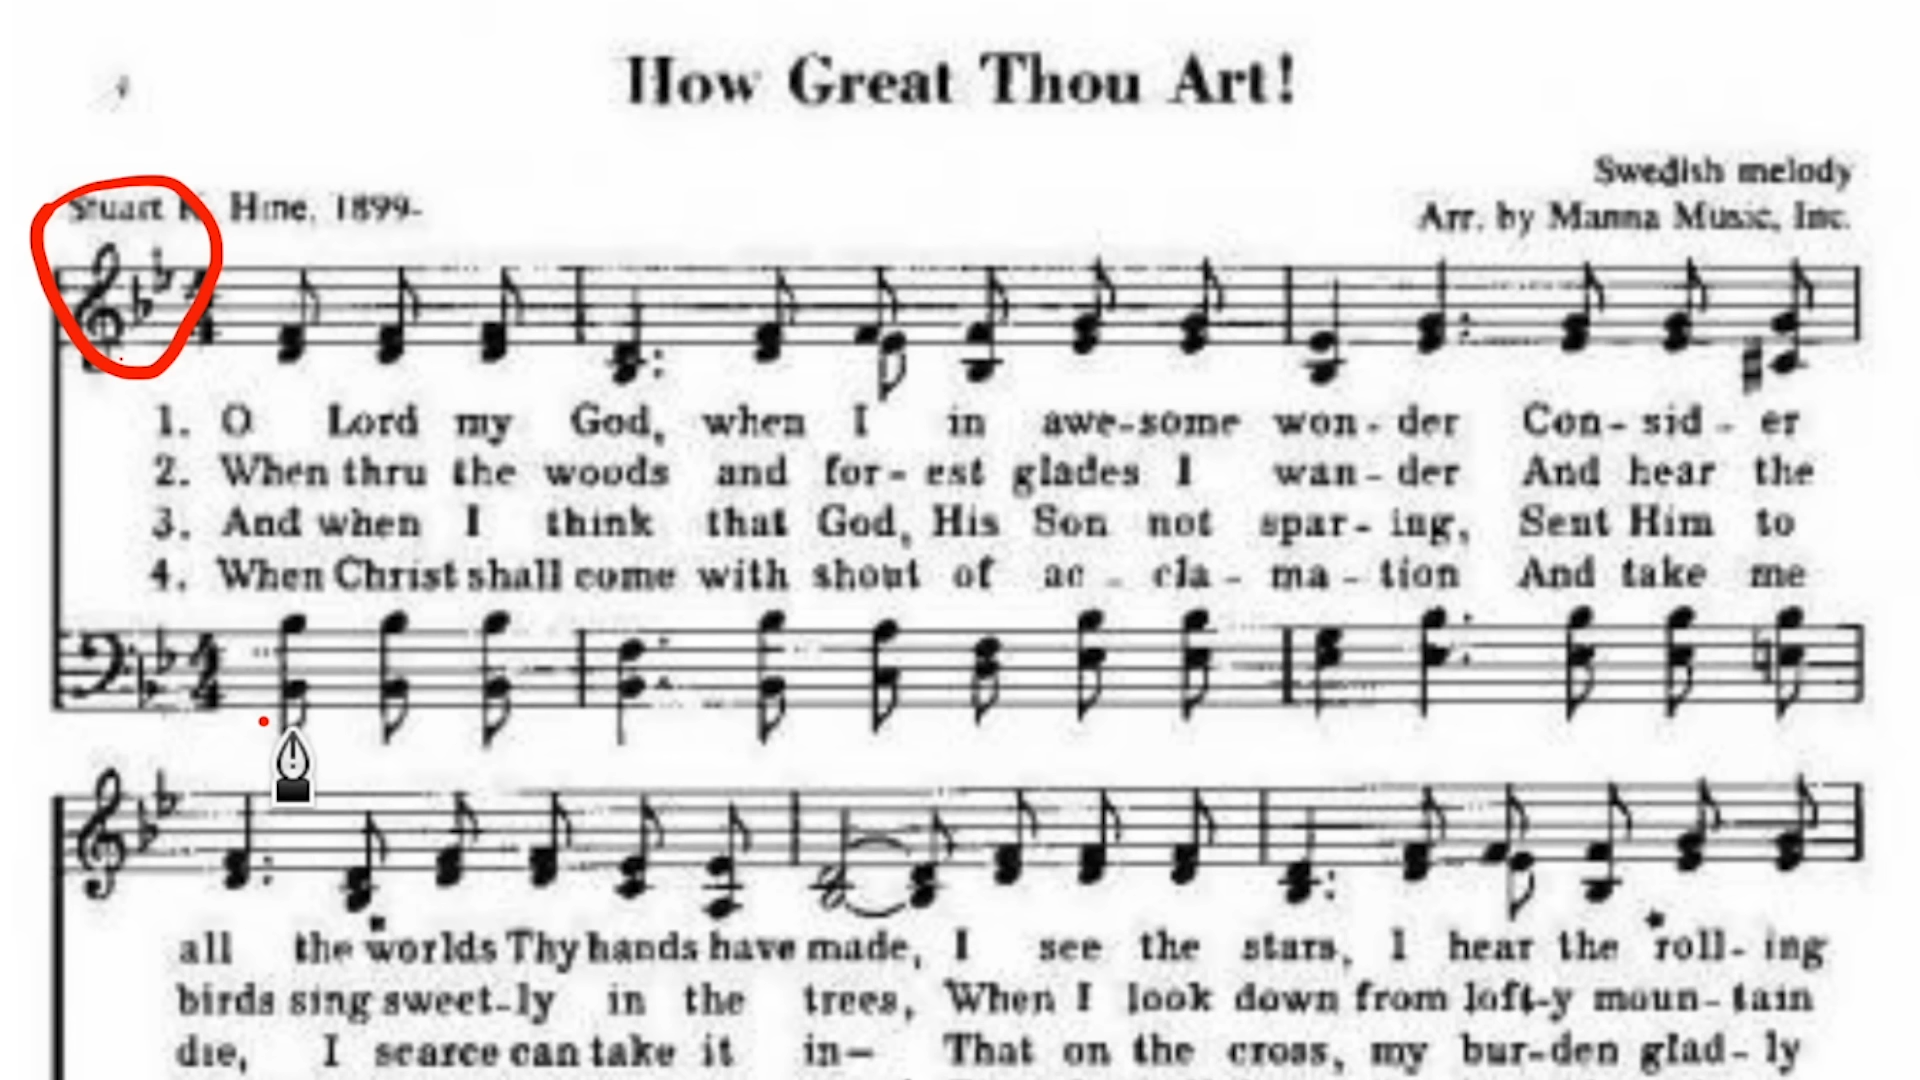 How Great Thou Art!
Swedish melody
Stuart K. Hine, 1899-
Arr. by Manna Music, Inc.
1. O Lord my God, when I in awe-some won-der Con-sid-er
2. When thru the woods and for-est glades I wan-der And hear the
3. And when I think that God, His Son not spar-ing, Sent Him to
4. When Christ shall come with shout of ac-cla-ma-tion And take me
all the worlds Thy hands have made, I see the stars, I hear the roll-ing
birds sing sweet-ly in the trees, When I look down from loft-y moun-tain
die, I scarce can take it in— That on the cross, my bur-den glad-ly